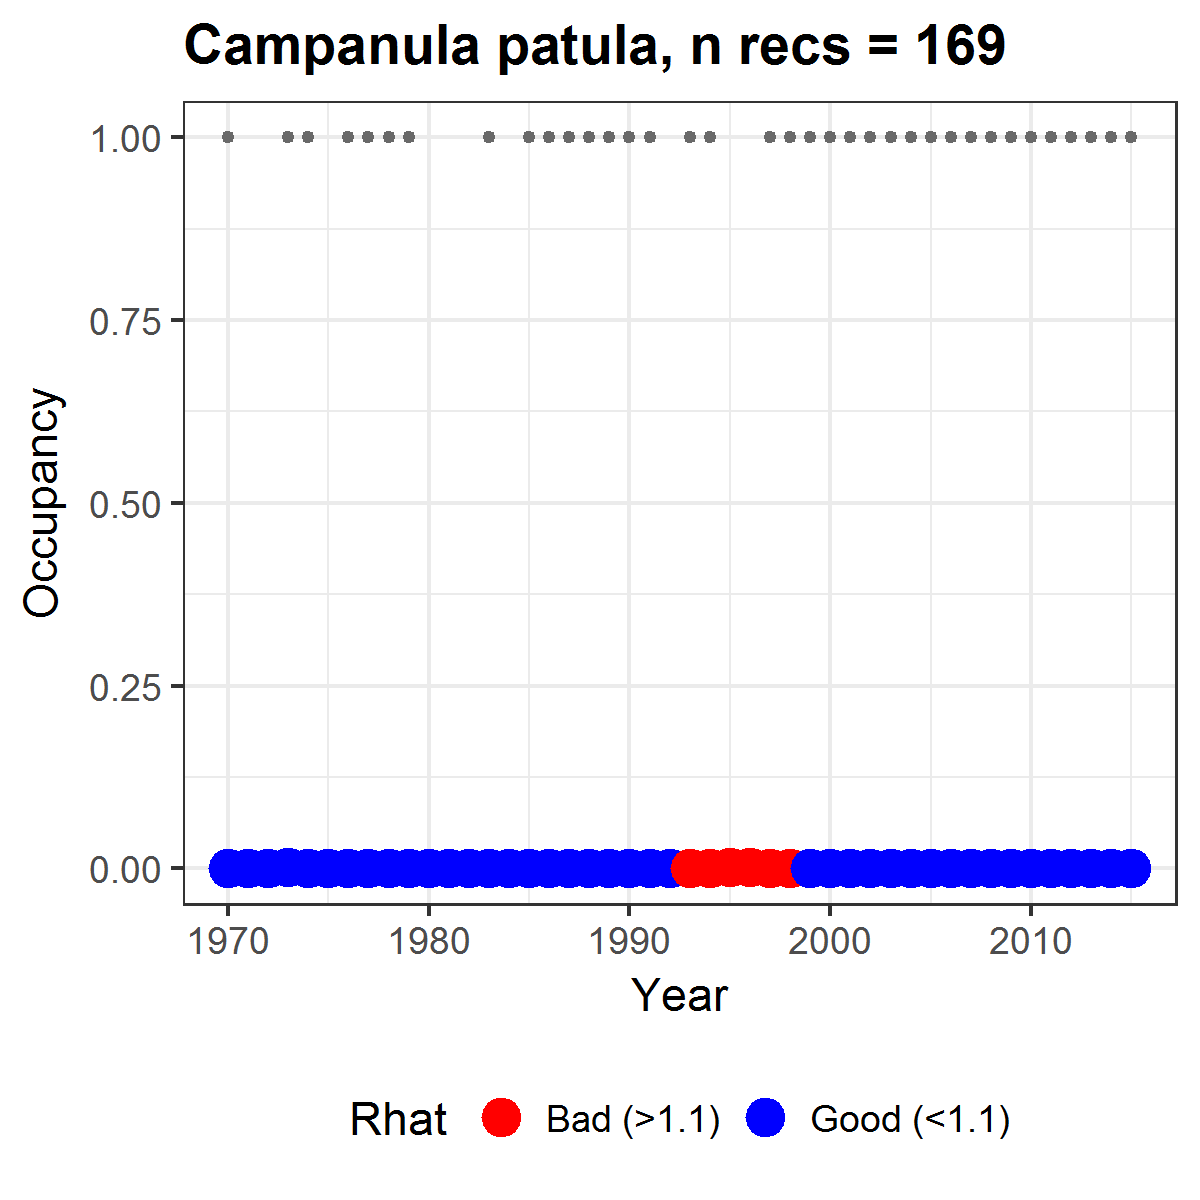 Campanula patula, n recs = 169
1.00
0.75
0.50
0.25
0.00
Occupancy
1970 1980 1990 2000 2010
Year
Rhat Bad (>1.1) Good (<1.1)